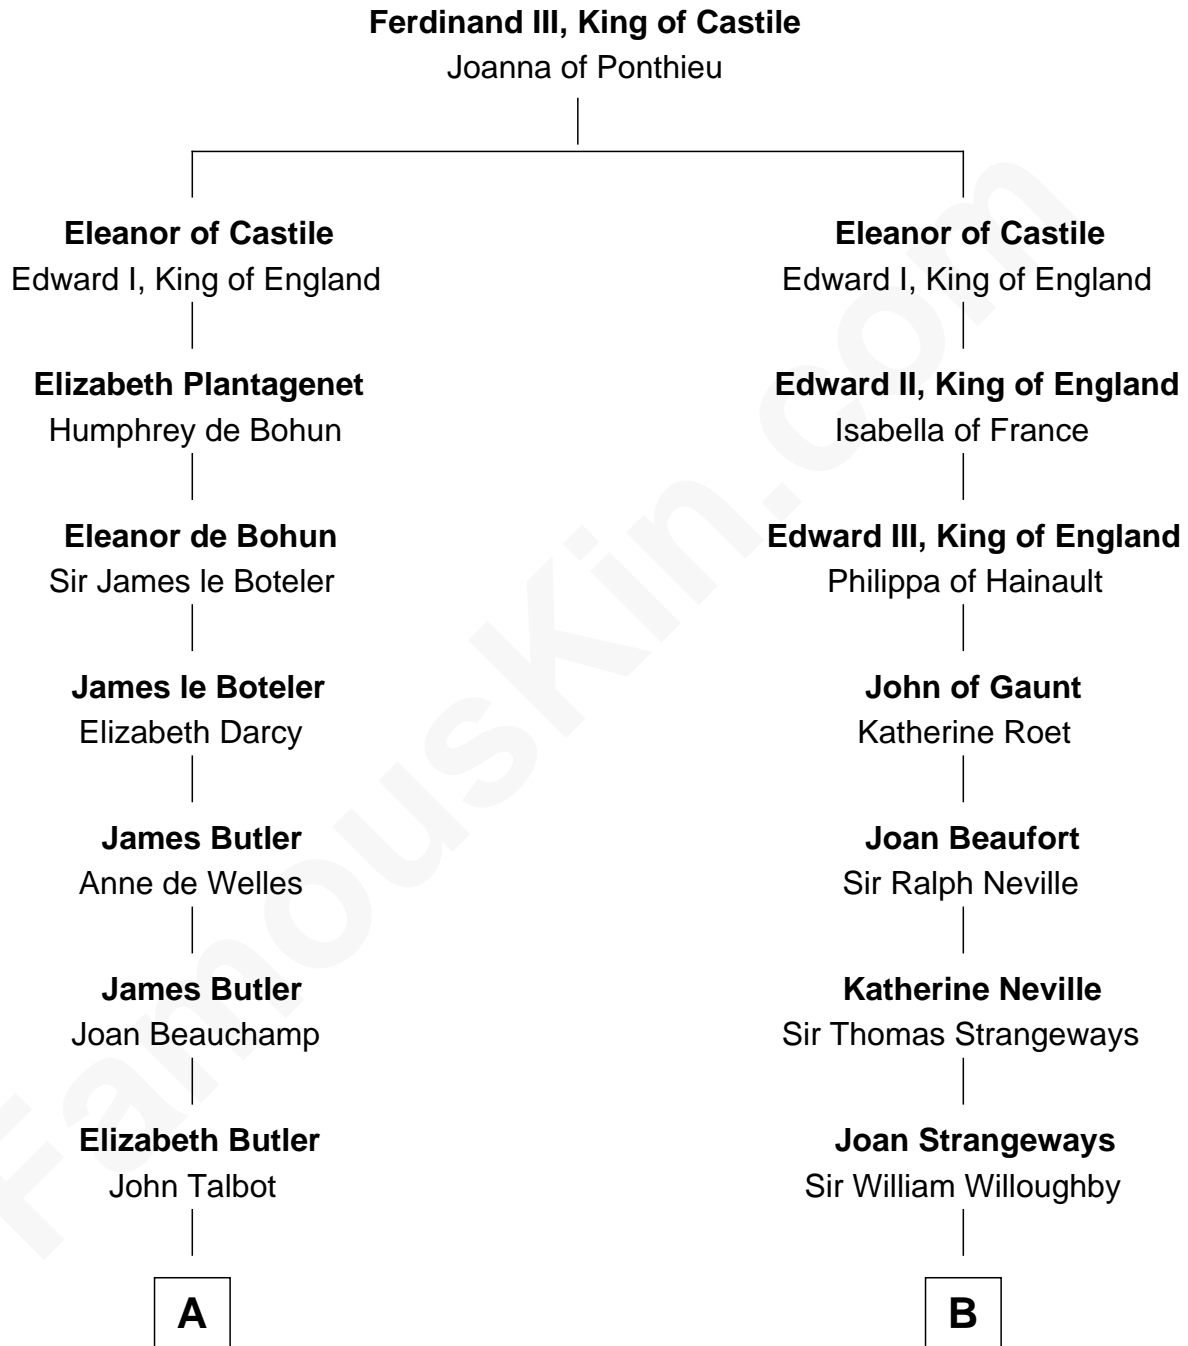 Ferdinand III, King of Castile
Joanna of Ponthieu
Eleanor of Castile
Edward I, King of England
Elizabeth Plantagenet
Humphrey de Bohun
Eleanor de Bohun
Sir James le Boteler
James le Boteler
Elizabeth Darcy
James Butler
Anne de Welles
James Butler
Joan Beauchamp
Elizabeth Butler
John Talbot
A
Eleanor of Castile
Edward I, King of England
Edward II, King of England
Isabella of France
Edward III, King of England
Philippa of Hainault
John of Gaunt
Katherine Roet
Joan Beaufort
Sir Ralph Neville
Katherine Neville
Sir Thomas Strangeways
Joan Strangeways
Sir William Willoughby
B
FamousKin.com